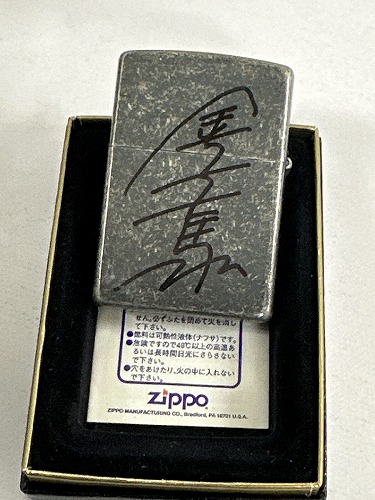 せん。必ずふたを閉めて火を消し
て下さい。
●燃料は可燃性液体(ナフサ)です。
●危険ですので48℃以上の高温あ
るいは長時間日光にさらさない
で下さい。
●穴をあけたり、火の中に入れない
で下さい。
zippo
ZIPPO MANUFACTURING CO., Bradford, PA 16701 U.S.A.